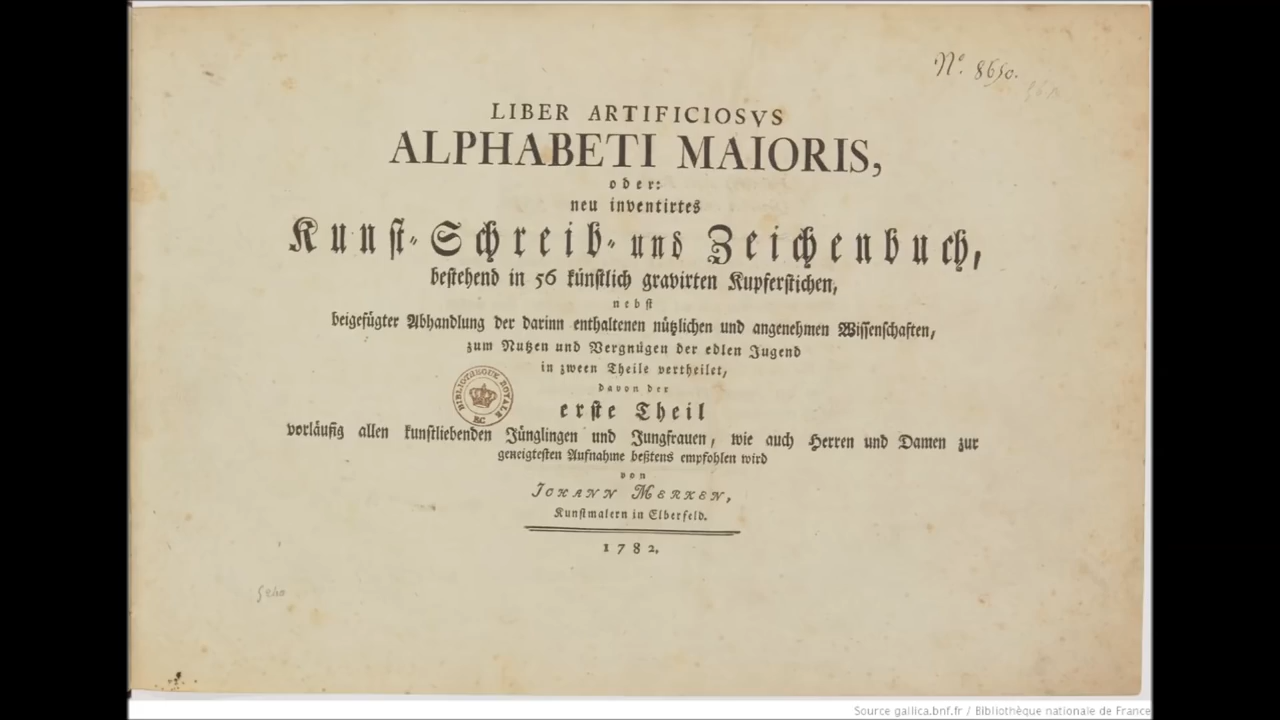 Nº. 8650.
LIBER ARTIFICIOSVS
ALPHABETI MAIORIS,
oder:
neu inventirtes
Kunst- Schreib- und Zeichenbuch,
bestehend in 56 künstlich gravirten Kupferstichen,
nebst
beigefügter Abhandlung der darinn enthaltenen nützlichen und angenehmen Wissenschaften,
zum Nutzen und Vergnügen der edlen Jugend
in zween Theile vertheilet,
davon der
erste Theil
BIBLIOTHEQUE ROYALE
vorläufig allen kunstliebenden Jünglingen und Jungfrauen, wie auch Herren und Damen zur
geneigtesten Aufnahme beßtens empfohlen wird
von
JOHANN MERKEN,
Kunstmalern in Elberfeld.
1782.
Source gallica.bnf.fr / Bibliothèque nationale de France